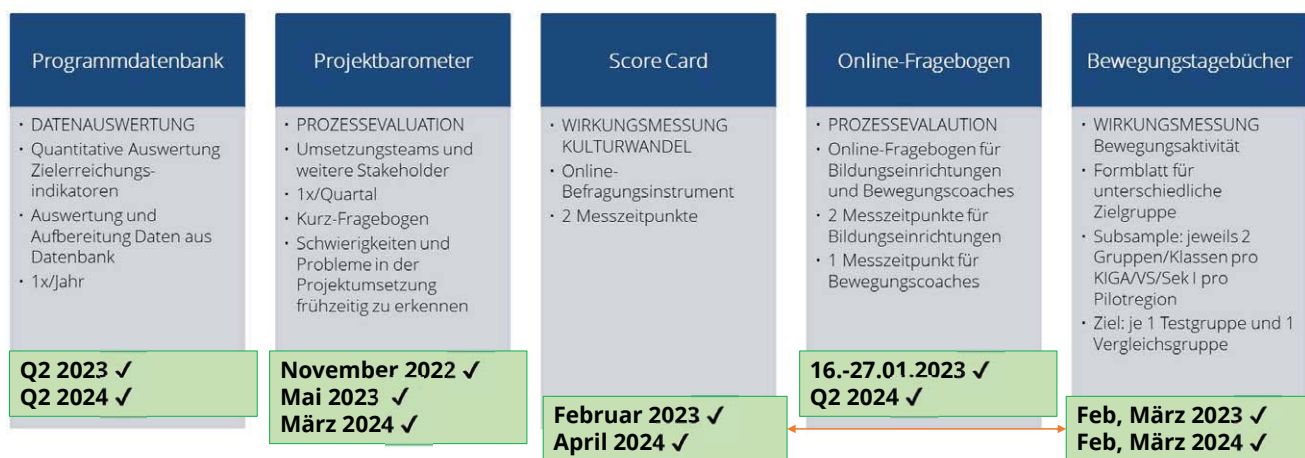 Programmdatenbank
• DATENAUSWERTUNG
• Quantitative Auswertung
Zielerreichungs-
indikatoren
• Auswertung und
Aufbereitung Daten aus
Datenbank
• 1x/Jahr
Q2 2023 ✓
Q2 2024 ✓
Projektbarometer
• PROZESSEVALUATION
• Umsetzungsteams und
weitere Stakeholder
• 1x/Quartal
• Kurz-Fragebogen
• Schwierigkeiten und
Probleme in der
Projektumsetzung
frühzeitig zu erkennen
November 2022 ✓
Mai 2023 ✓
März 2024 ✓
Score Card
• WIRKUNGSMESSUNG
KULTURWANDEL
• Online-
Befragungsinstrument
• 2 Messzeitpunkte
Februar 2023 ✓
April 2024 ✓
Online-Fragebogen
• PROZESSEVALAUTION
• Online-Fragebogen für
Bildungseinrichtungen
und Bewegungscoaches
• 2 Messzeitpunkte für
Bildungseinrichtungen
• 1 Messzeitpunkt für
Bewegungscoaches
16.-27.01.2023 ✓
Q2 2024 ✓
Bewegungstagebücher
• WIRKUNGSMESSUNG
Bewegungsaktivität
• Formblatt für
unterschiedliche
Zielgruppe
• Subsample: jeweils 2
Gruppen/Klassen pro
KIGA/VS/Sek I pro
Pilotregion
• Ziel: je 1 Testgruppe und 1
Vergleichsgruppe
Feb, März 2023 ✓
Feb, März 2024 ✓